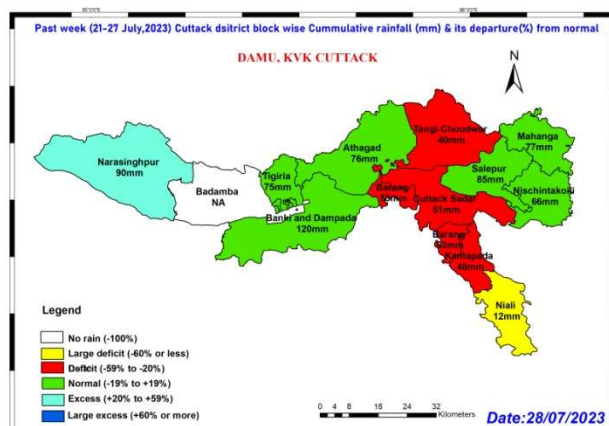 Past week (21-27 July,2023) Cuttack dsitrict block wise Cummulative rainfall (mm) & its departure(%) from normal
DAMU, KVK CUTTACK
N
Tangi-Choudwar
40mm
Mahanga
77mm
Athagad
76mm
Narasinghpur
90mm
Salepur
85mm
Tigiria
75mm
Badamba
NA
Barang
Nischintakoili
66mm
Cuttack Sadar
51mm
Banki and Dampada
120mm
Barang
Kantapada
48mm
Niali
12mm
Legend
No rain (-100%)
Large deficit (-60% or less)
Deficit (-59% to -20%)
Normal (-19% to +19%)
Excess (+20% to +59%)
Large excess (+60% or more)
0 4 8 16 24 32
Kilometers
Date:28/07/2023